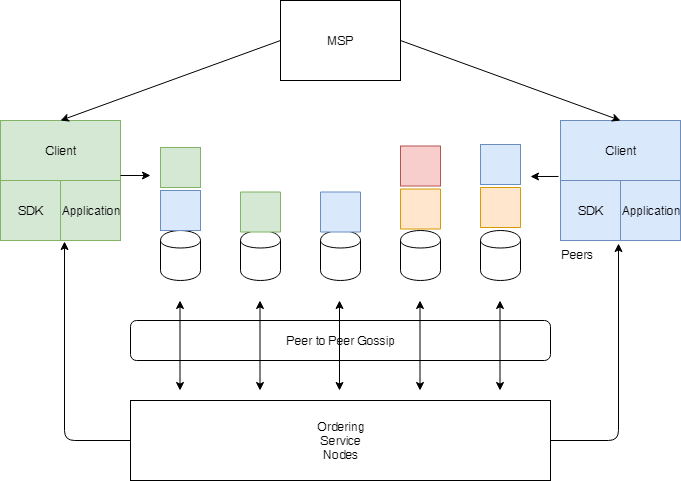 MSP
Client
Client
SDK
Application
SDK
Application
Peers
Peer to Peer Gossip
Ordering
Service
Nodes